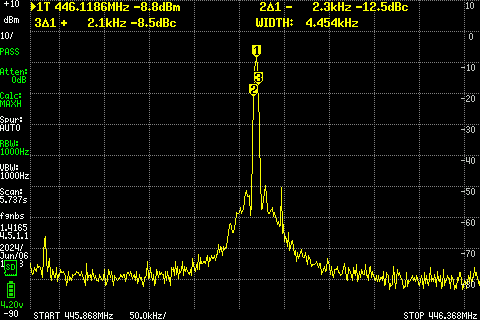 +10
dBm
10/
PASS
Atten:
0dB
Calc:
MAXH
Spur:
AUTO
RBW:
1000Hz
VBW:
1000Hz
Scan:
5.737s
fgnbs
1.4165
4.5.1.1
2024/
Jun/06
SD
4.20v
-90
▶1T 446.1186MHz -8.8dBm
2Δ1 − 2.3kHz -12.5dBc
3Δ1 + 2.1kHz -8.5dBc
WIDTH: 4.454kHz
1
3
2
10
0
-10
-20
-30
-40
-50
-60
-70
-80
START 445.868MHz 50.0kHz/ STOP 446.368MHz